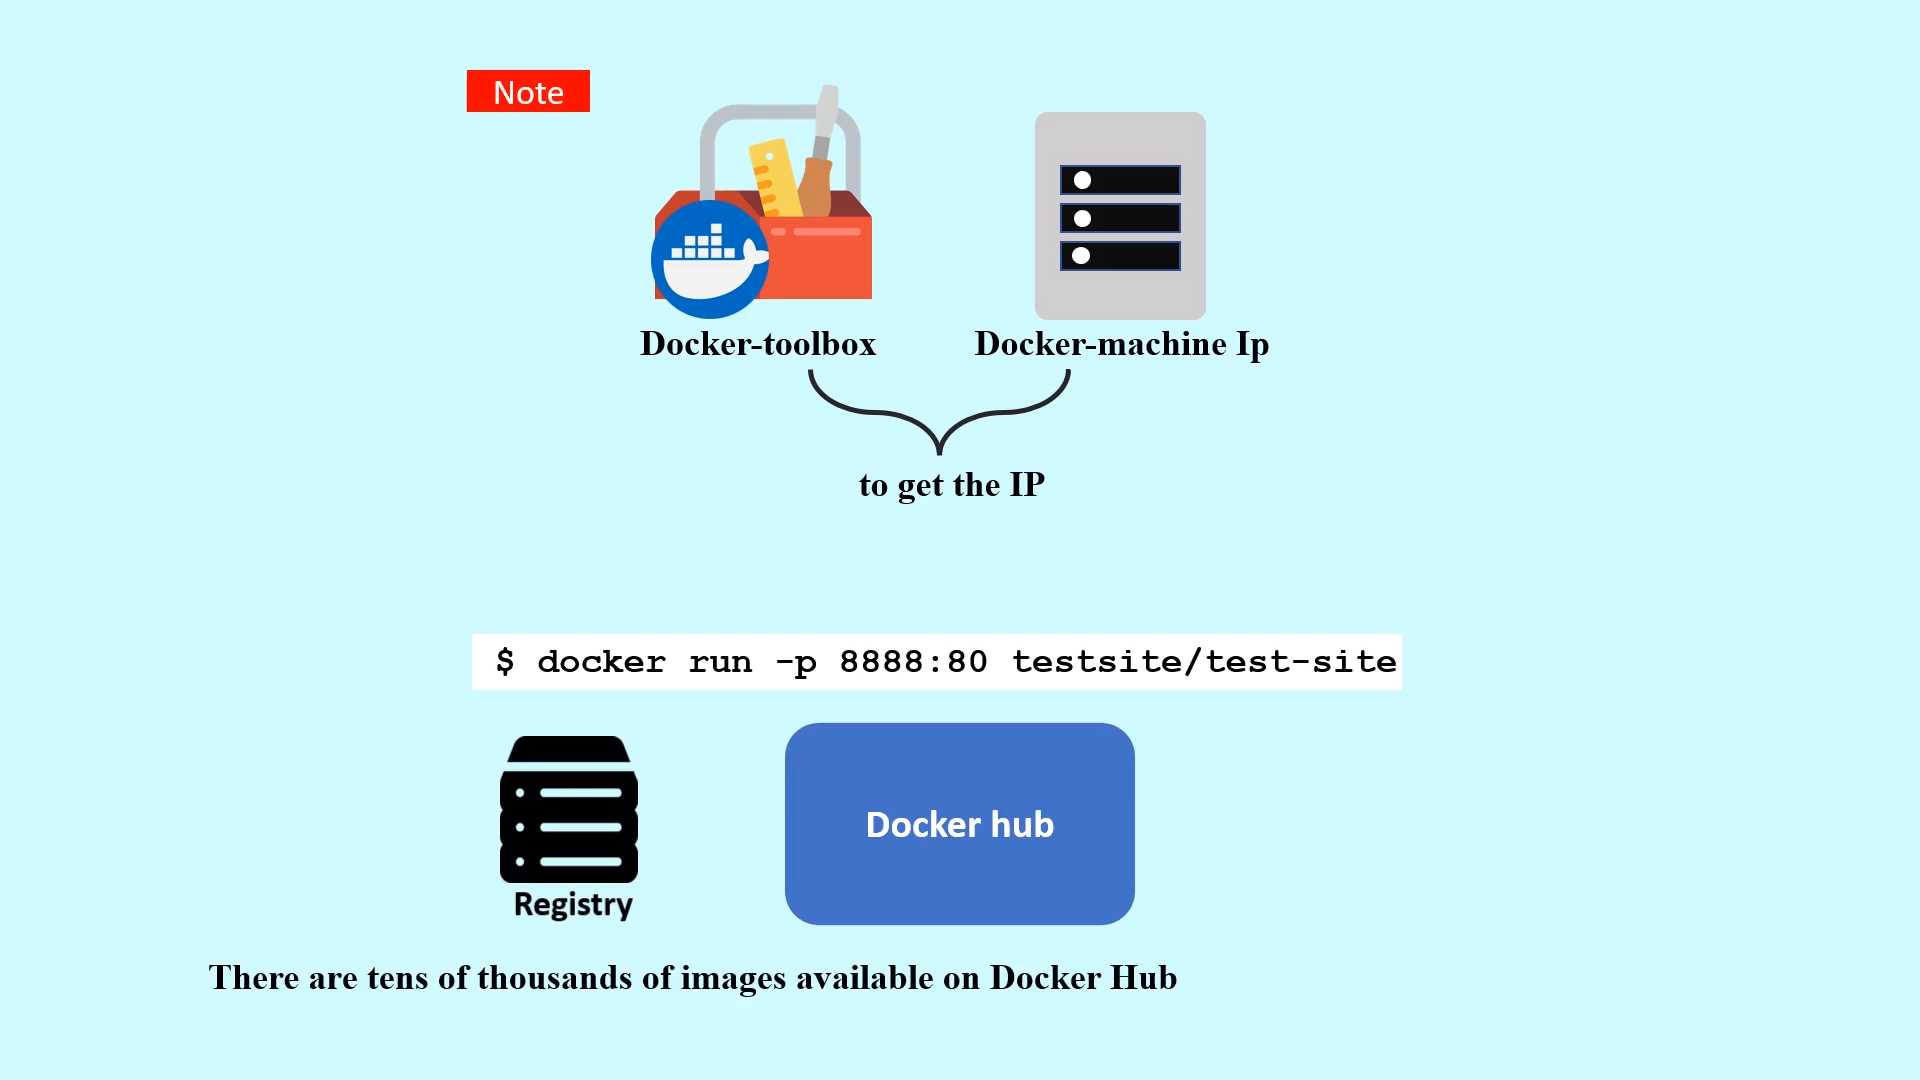 Note
Docker-toolbox
Docker-machine Ip
to get the IP
$ docker run -p 8888:80 testsite/test-site
Docker hub
Registry
There are tens of thousands of images available on Docker Hub